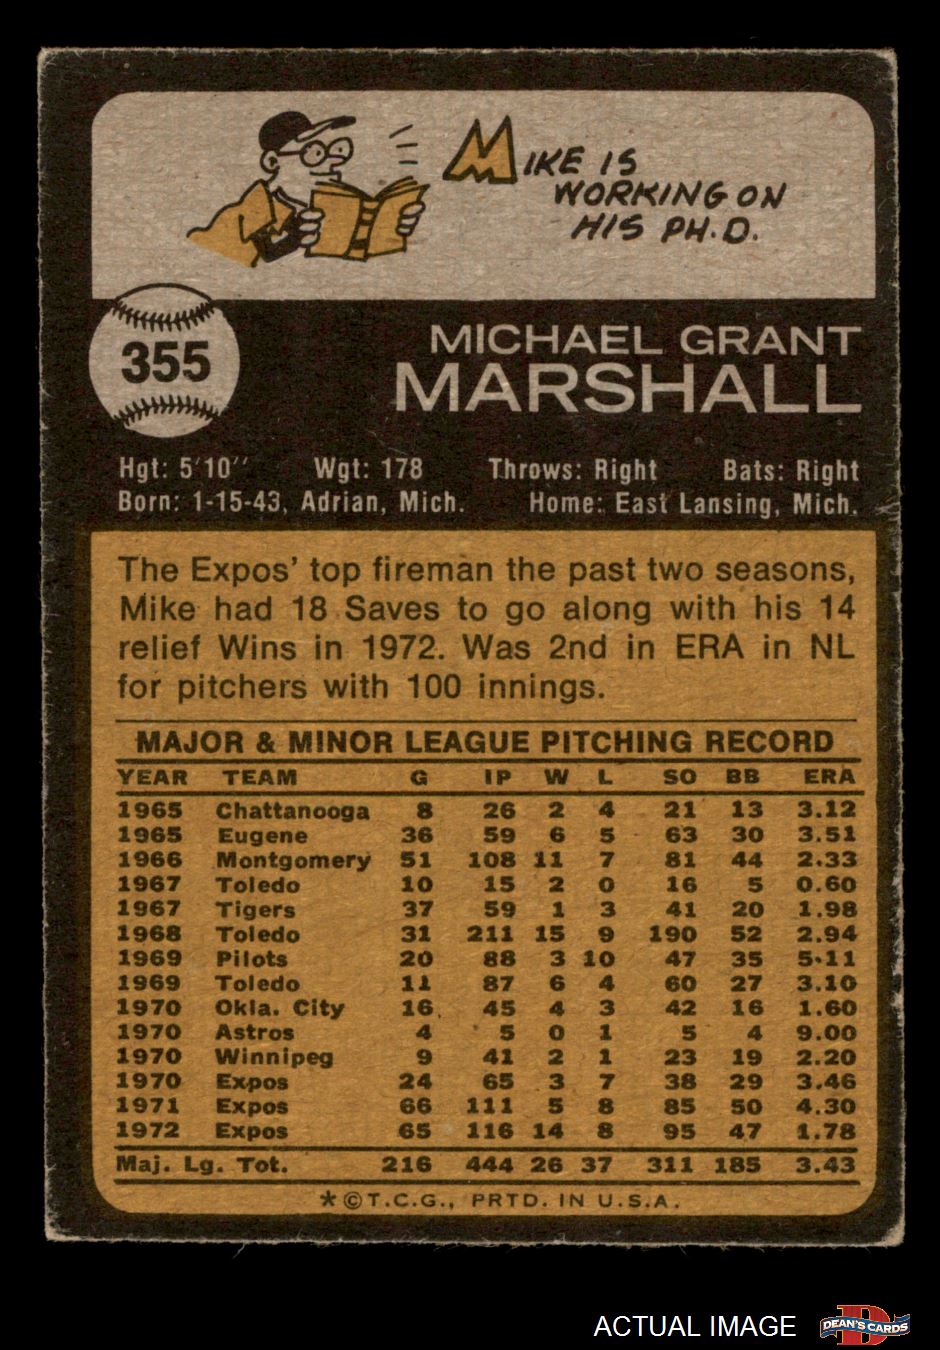 MIKE IS
WORKING ON
HIS PH.D.
355
MICHAEL GRANT
MARSHALL
Hgt: 5'10'' Wgt: 178 Throws: Right Bats: Right
Born: 1-15-43, Adrian, Mich. Home: East Lansing, Mich.
The Expos' top fireman the past two seasons,
Mike had 18 Saves to go along with his 14
relief Wins in 1972. Was 2nd in ERA in NL
for pitchers with 100 innings.
MAJOR & MINOR LEAGUE PITCHING RECORD
YEAR TEAM G IP W L SO BB ERA
1965 Chattanooga 8 26 2 4 21 13 3.12
1965 Eugene 36 59 6 5 63 30 3.51
1966 Montgomery 51 108 11 7 81 44 2.33
1967 Toledo 10 15 2 0 16 5 0.60
1967 Tigers 37 59 1 3 41 20 1.98
1968 Toledo 31 211 15 9 190 52 2.94
1969 Pilots 20 88 3 10 47 35 5.11
1969 Toledo 11 87 6 4 60 27 3.10
1970 Okla. City 16 45 4 3 42 16 1.60
1970 Astros 4 5 0 1 5 4 9.00
1970 Winnipeg 9 41 2 1 23 19 2.20
1970 Expos 24 65 3 7 38 29 3.46
1971 Expos 66 111 5 8 85 50 4.30
1972 Expos 65 116 14 8 95 47 1.78
Maj. Lg. Tot. 216 444 26 37 311 185 3.43
*©T.C.G., PRTD. IN U.S.A.
ACTUAL IMAGE
DEAN'S CARDS